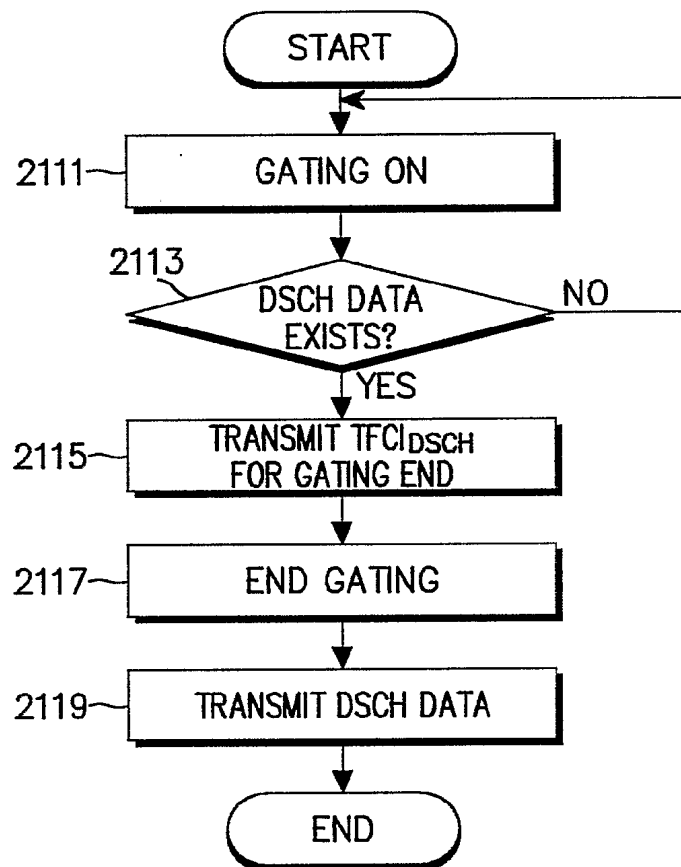 START
2111
GATING ON
2113
DSCH DATA
EXISTS?
NO
YES
2115
TRANSMIT TFCIDSCH
FOR GATING END
2117
END GATING
2119
TRANSMIT DSCH DATA
END